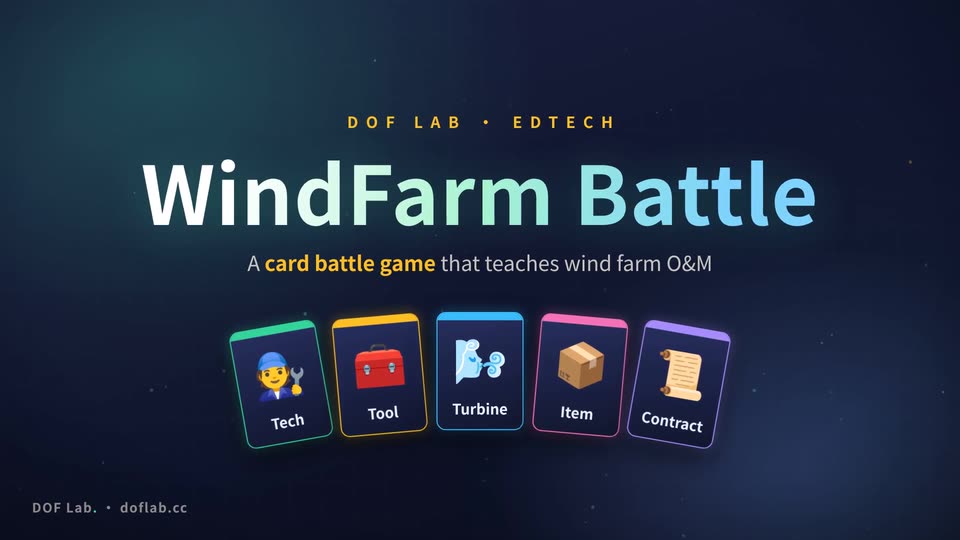 DOF LAB • EDTECH
WindFarm Battle
A card battle game that teaches wind farm O&M
Tech
Tool
Turbine
Item
Contract
DOF Lab. • doflab.cc